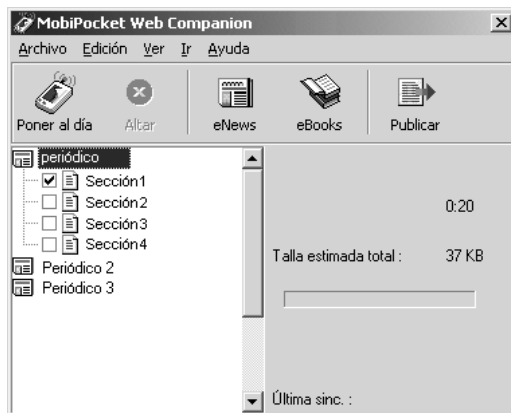 MobiPocket Web Companion
Archivo Edición Ver Ir Ayuda
Poner al día Altar eNews eBooks Publicar
periódico
Sección1
Sección2
Sección3
Sección4
Periódico 2
Periódico 3
0:20
Talla estimada total : 37 KB
Última sinc. :